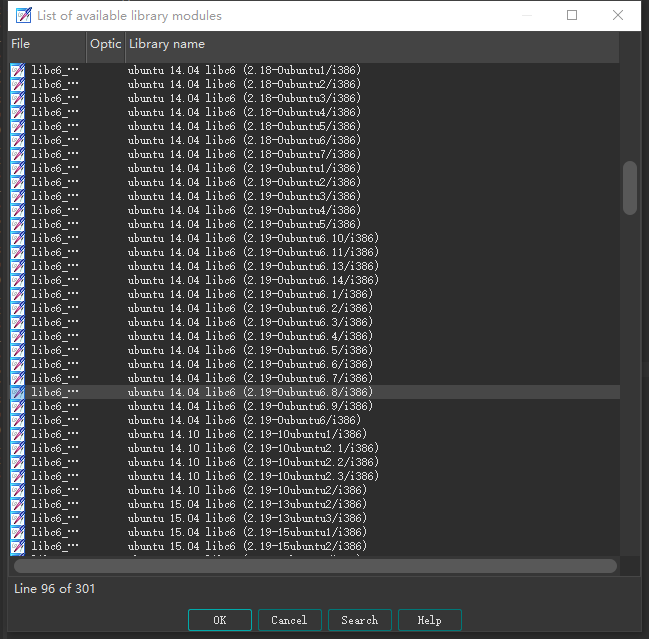 List of available library modules
File Optic Library name
libc6_… ubuntu 14.04 libc6 (2.18-0ubuntu1/i386)
libc6_… ubuntu 14.04 libc6 (2.18-0ubuntu2/i386)
libc6_… ubuntu 14.04 libc6 (2.18-0ubuntu3/i386)
libc6_… ubuntu 14.04 libc6 (2.18-0ubuntu4/i386)
libc6_… ubuntu 14.04 libc6 (2.18-0ubuntu5/i386)
libc6_… ubuntu 14.04 libc6 (2.18-0ubuntu6/i386)
libc6_… ubuntu 14.04 libc6 (2.18-0ubuntu7/i386)
libc6_… ubuntu 14.04 libc6 (2.19-0ubuntu1/i386)
libc6_… ubuntu 14.04 libc6 (2.19-0ubuntu2/i386)
libc6_… ubuntu 14.04 libc6 (2.19-0ubuntu3/i386)
libc6_… ubuntu 14.04 libc6 (2.19-0ubuntu4/i386)
libc6_… ubuntu 14.04 libc6 (2.19-0ubuntu5/i386)
libc6_… ubuntu 14.04 libc6 (2.19-0ubuntu6.10/i386)
libc6_… ubuntu 14.04 libc6 (2.19-0ubuntu6.11/i386)
libc6_… ubuntu 14.04 libc6 (2.19-0ubuntu6.13/i386)
libc6_… ubuntu 14.04 libc6 (2.19-0ubuntu6.14/i386)
libc6_… ubuntu 14.04 libc6 (2.19-0ubuntu6.1/i386)
libc6_… ubuntu 14.04 libc6 (2.19-0ubuntu6.2/i386)
libc6_… ubuntu 14.04 libc6 (2.19-0ubuntu6.3/i386)
libc6_… ubuntu 14.04 libc6 (2.19-0ubuntu6.4/i386)
libc6_… ubuntu 14.04 libc6 (2.19-0ubuntu6.5/i386)
libc6_… ubuntu 14.04 libc6 (2.19-0ubuntu6.6/i386)
libc6_… ubuntu 14.04 libc6 (2.19-0ubuntu6.7/i386)
libc6_… ubuntu 14.04 libc6 (2.19-0ubuntu6.8/i386)
libc6_… ubuntu 14.04 libc6 (2.19-0ubuntu6.9/i386)
libc6_… ubuntu 14.04 libc6 (2.19-0ubuntu6/i386)
libc6_… ubuntu 14.10 libc6 (2.19-10ubuntu1/i386)
libc6_… ubuntu 14.10 libc6 (2.19-10ubuntu2.1/i386)
libc6_… ubuntu 14.10 libc6 (2.19-10ubuntu2.2/i386)
libc6_… ubuntu 14.10 libc6 (2.19-10ubuntu2.3/i386)
libc6_… ubuntu 14.10 libc6 (2.19-10ubuntu2/i386)
libc6_… ubuntu 15.04 libc6 (2.19-13ubuntu2/i386)
libc6_… ubuntu 15.04 libc6 (2.19-13ubuntu3/i386)
libc6_… ubuntu 15.04 libc6 (2.19-15ubuntu1/i386)
libc6_… ubuntu 15.04 libc6 (2.19-15ubuntu2/i386)
Line 96 of 301
OK Cancel Search Help